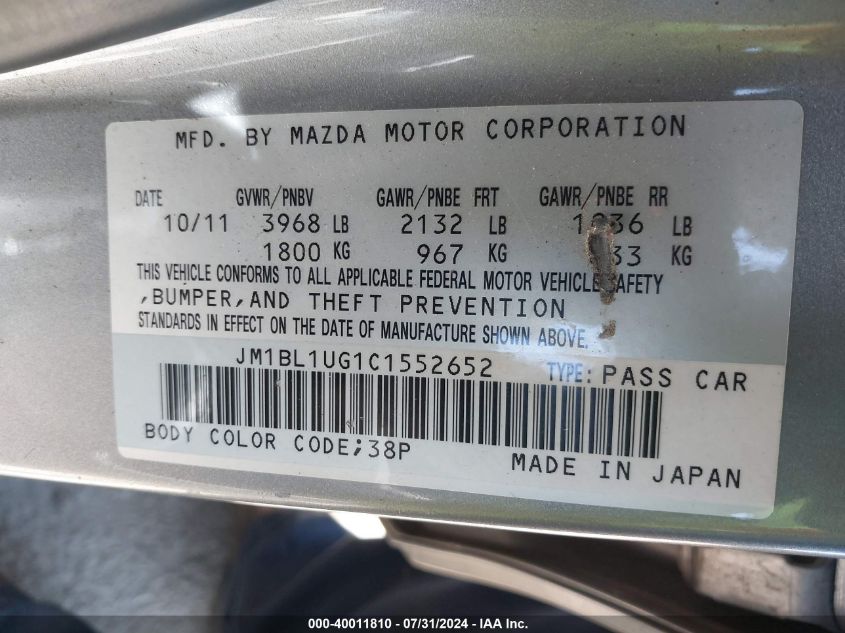 MFD. BY MAZDA MOTOR CORPORATION
DATE GVWR/PNBV GAWR/PNBE FRT GAWR/PNBE RR
10/11 3968 LB 2132 LB LB
1800 KG 967 KG KG
THIS VEHICLE CONFORMS TO ALL APPLICABLE FEDERAL MOTOR VEHICLE SAFETY
,BUMPER,AND THEFT PREVENTION
STANDARDS IN EFFECT ON THE DATE OF MANUFACTURE SHOWN ABOVE.
JM1BL1UG1C1552652 TYPE: PASS CAR
BODY COLOR CODE;38P
MADE IN JAPAN
000-40011810 / 07/31/2024 - IAA Inc.